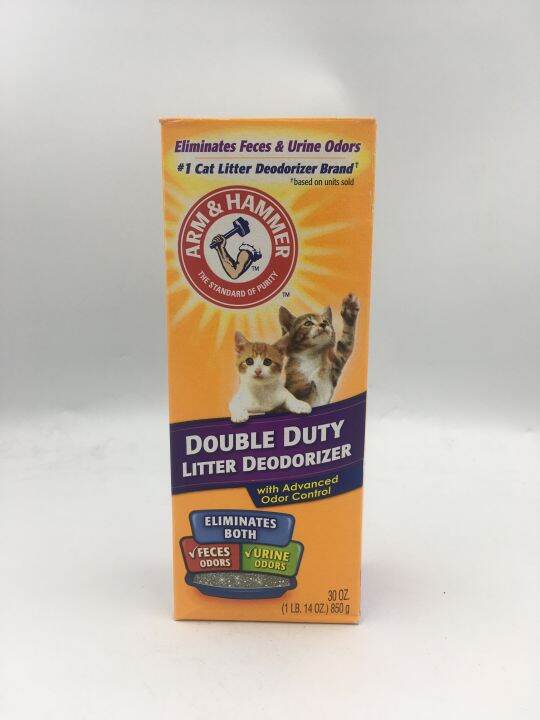 Eliminates Feces & Urine Odors
#1 Cat Litter Deodorizer Brand†
†based on units sold
ARM & HAMMER
TM
THE STANDARD OF PURITY
TM
DOUBLE DUTY
LITTER DEODORIZER
with Advanced
Odor Control
ELIMINATES
BOTH
√FECES
ODORS
√URINE
ODORS
30 OZ.
(1 LB. 14 OZ.) 850 g